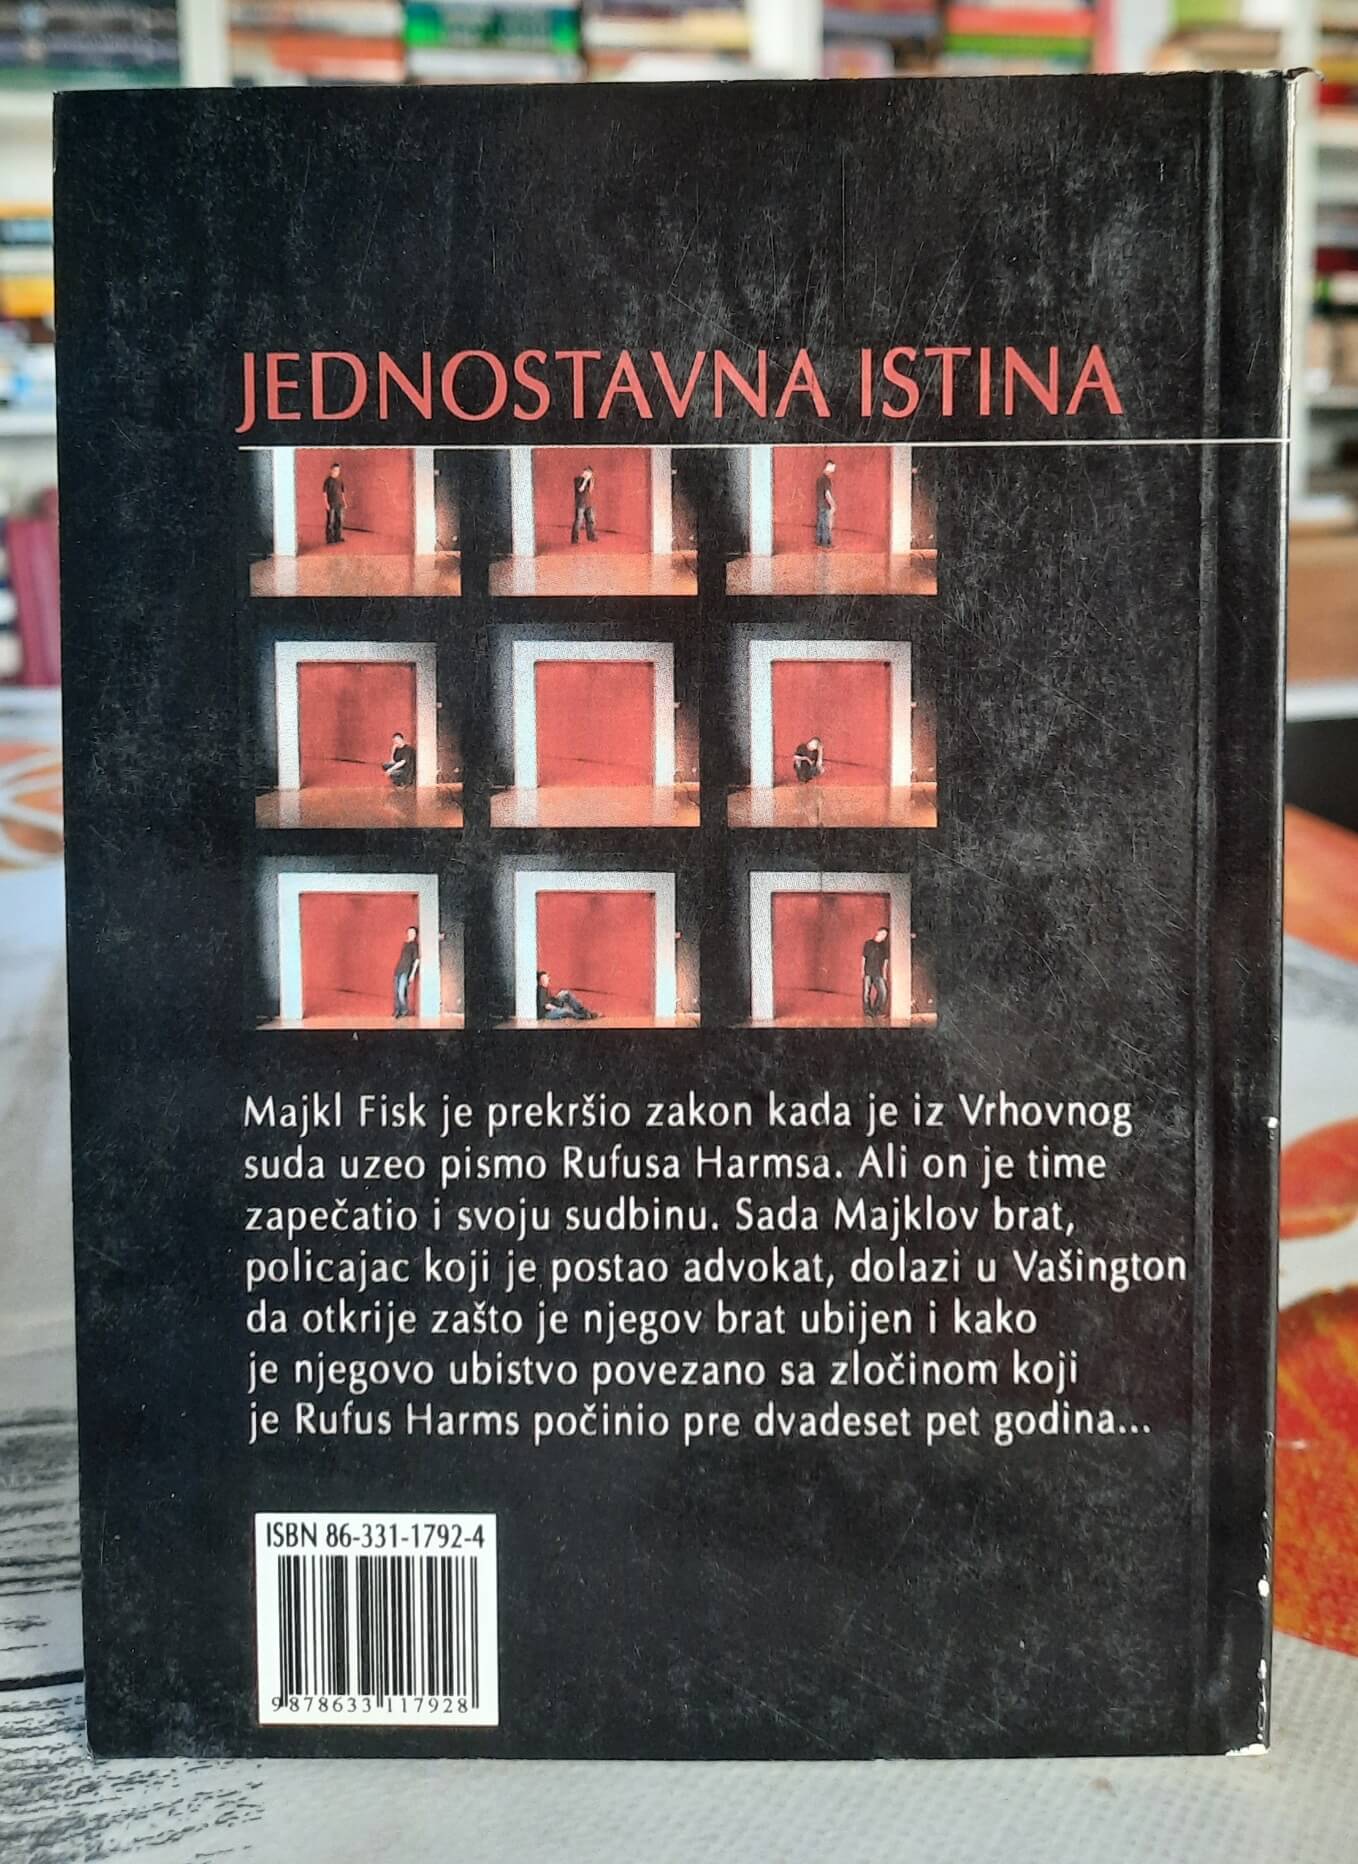 JEDNOSTAVNA ISTINA
Majkl Fisk je prekršio zakon kada je iz Vrhovnog
suda uzeo pismo Rufusa Harmsa. Ali on je time
zapečatio i svoju sudbinu. Sada Majklov brat,
policajac koji je postao advokat, dolazi u Vašington
da otkrije zašto je njegov brat ubijen i kako
je njegovo ubistvo povezano sa zločinom koji
je Rufus Harms počinio pre dvadeset pet godina...
ISBN 86-331-1792-4
9 878633 117928